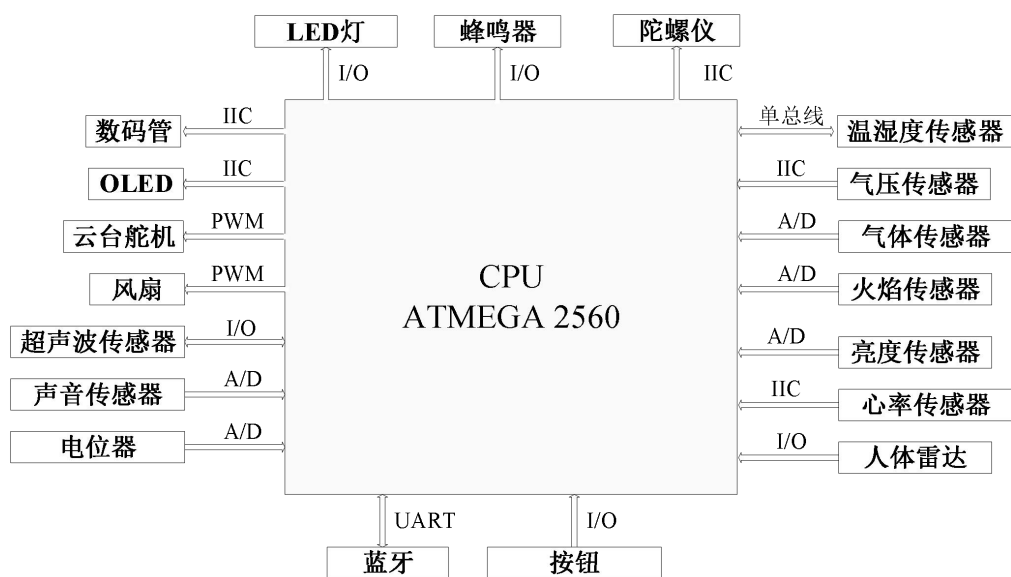 LED灯
蜂鸣器
陀螺仪
I/O
I/O
IIC
数码管
IIC
单总线
温湿度传感器
OLED
IIC
IIC
气压传感器
云台舵机
PWM
A/D
气体传感器
风扇
PWM
A/D
火焰传感器
CPU
ATMEGA 2560
超声波传感器
I/O
A/D
亮度传感器
声音传感器
A/D
IIC
心率传感器
电位器
A/D
I/O
人体雷达
UART
I/O
蓝牙
按钮